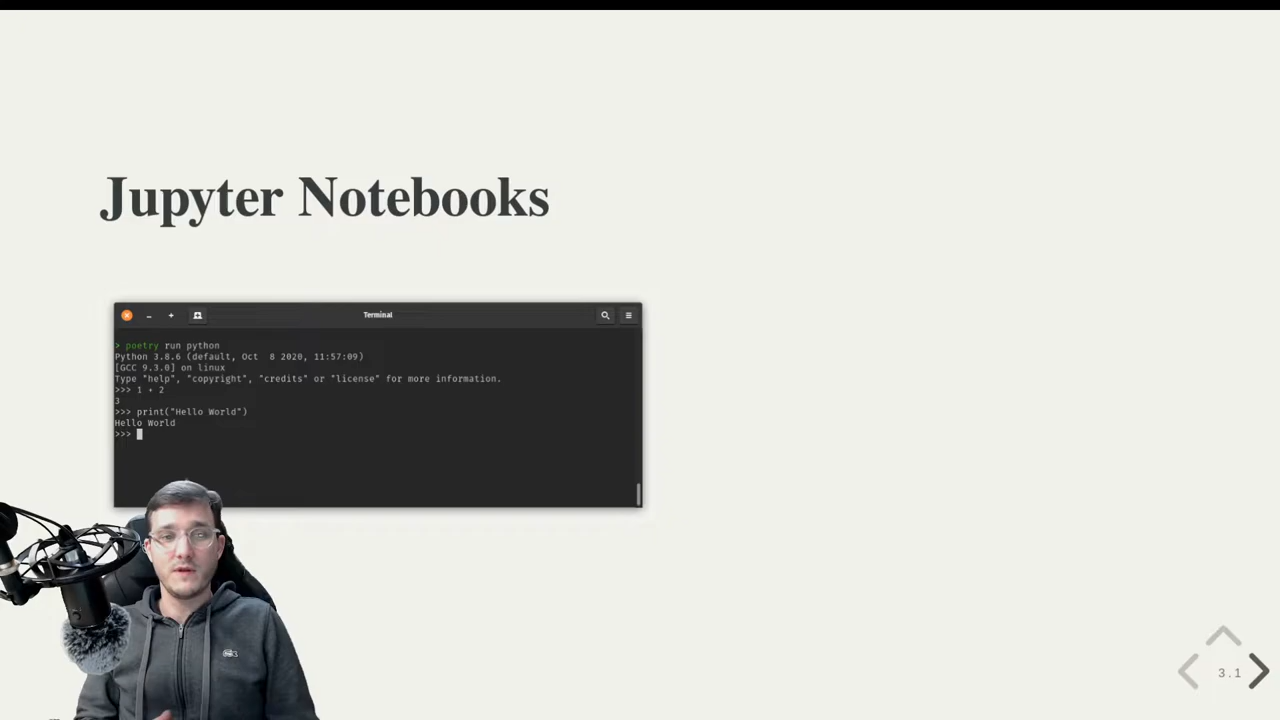 Jupyter Notebooks
Terminal
> poetry run python
Python 3.8.6 (default, Oct  8 2020, 11:57:09)
[GCC 9.3.0] on linux
Type "help", "copyright", "credits" or "license" for more information.
>>> 1 + 2
3
>>> print("Hello World")
Hello World
>>>
3.1